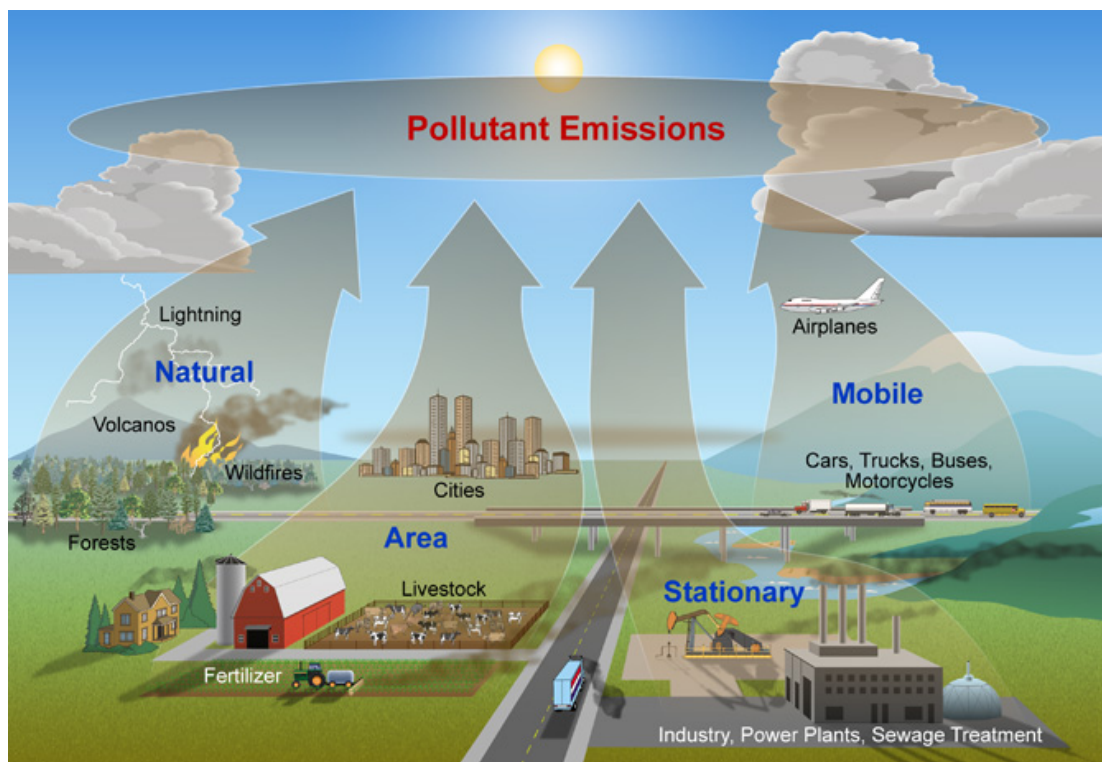 Pollutant Emissions
Lightning
Natural
Volcanos
Wildfires
Forests
Cities
Area
Livestock
Fertilizer
Airplanes
Mobile
Cars, Trucks, Buses,
Motorcycles
Stationary
Industry, Power Plants, Sewage Treatment